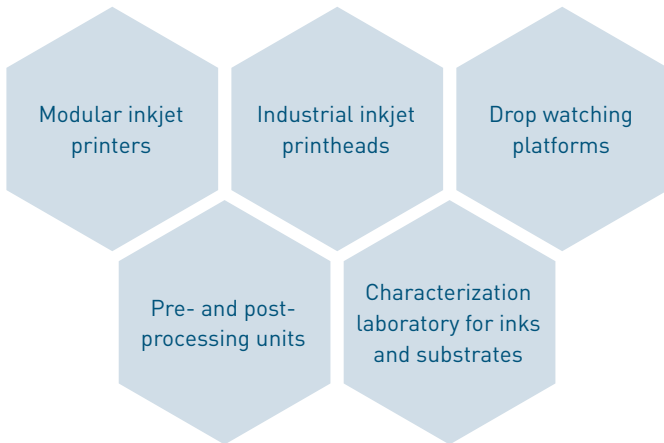 Modular inkjet
printers
Industrial inkjet
printheads
Drop watching
platforms
Pre- and post-
processing units
Characterization
laboratory for inks
and substrates